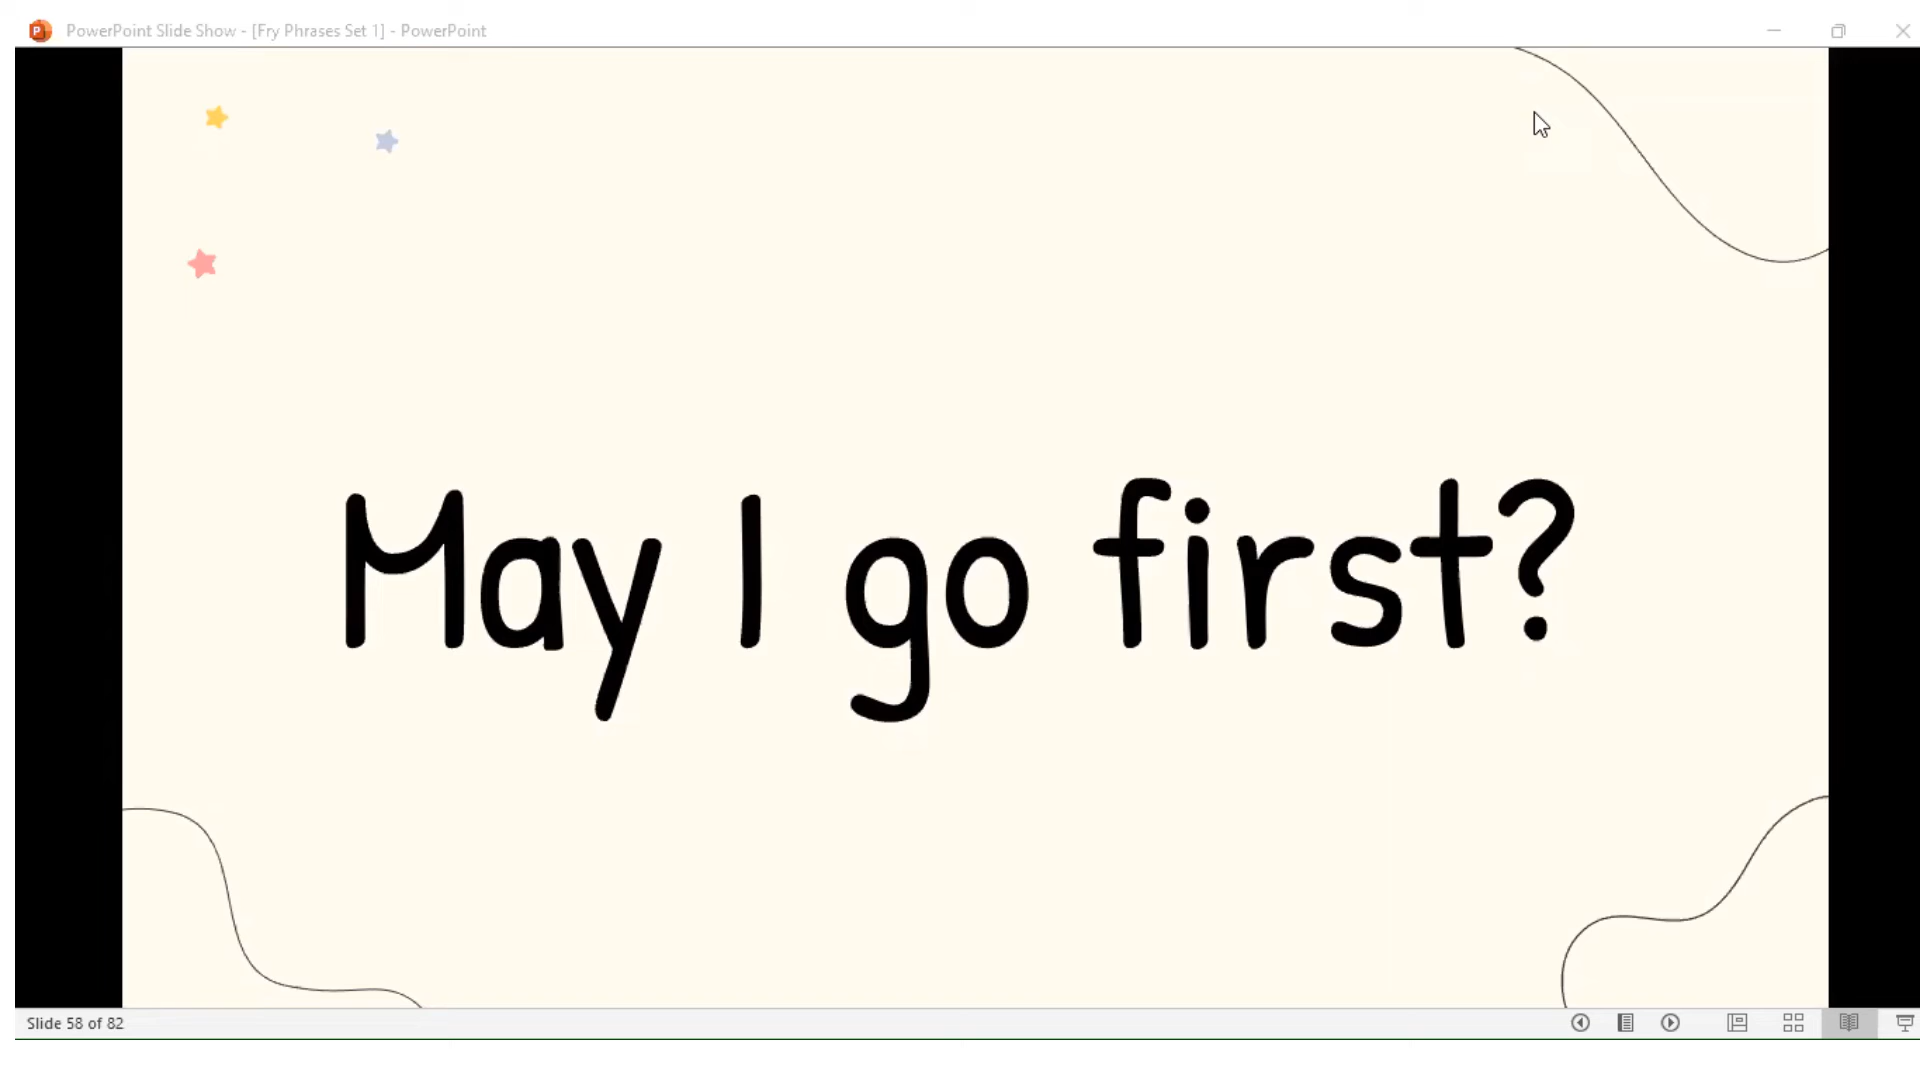 PowerPoint Slide Show - [Fry Phrases Set 1] - PowerPoint
May I go first?
Slide 58 of 82